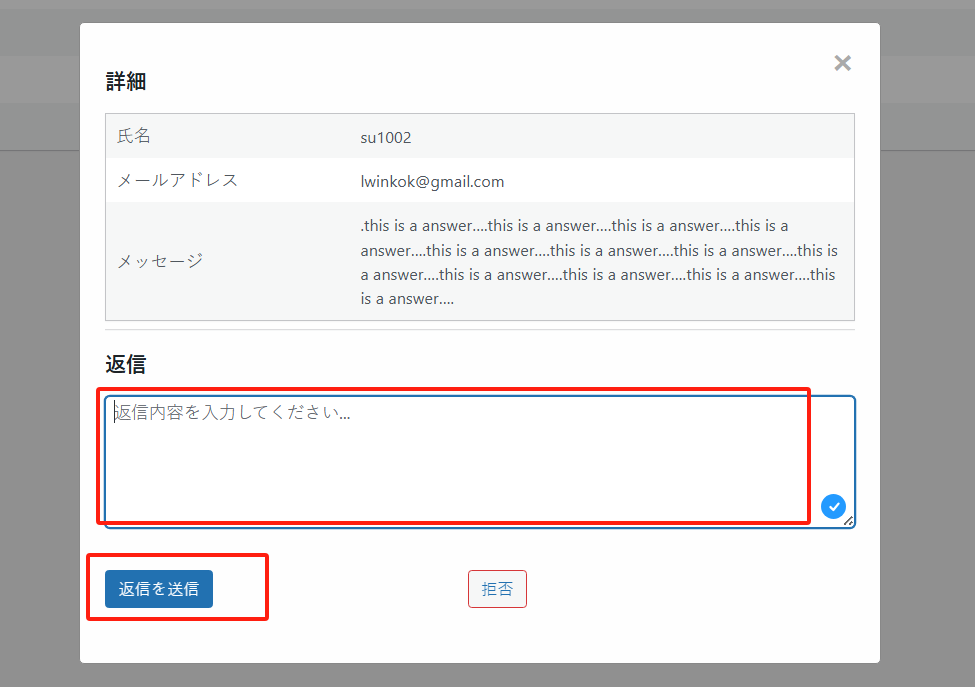 詳細
氏名 su1002
メールアドレス lwinkok@gmail.com
メッセージ
.this is a answer....this is a answer....this is a answer....this is a
answer....this is a answer....this is a answer....this is a answer....this is
a answer....this is a answer....this is a answer....this is a answer....this
is a answer....
返信
返信内容を入力してください...
返信を送信 拒否